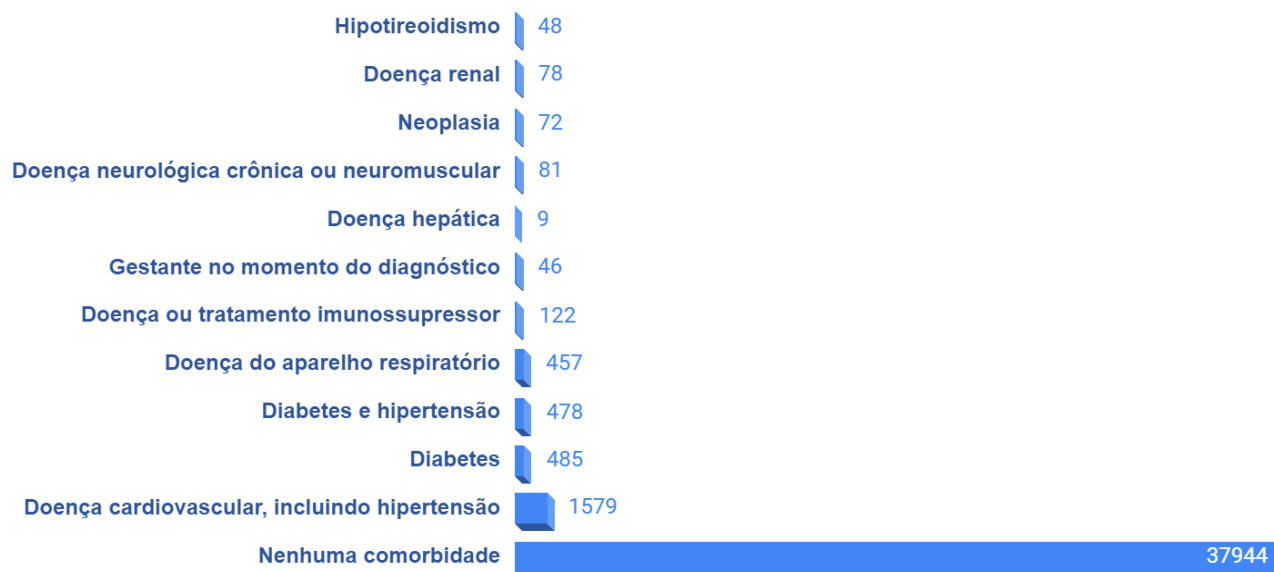 Hipotireoidismo 48
Doença renal 78
Neoplasia 72
Doença neurológica crônica ou neuromuscular 81
Doença hepática 9
Gestante no momento do diagnóstico 46
Doença ou tratamento imunossupressor 122
Doença do aparelho respiratório 457
Diabetes e hipertensão 478
Diabetes 485
Doença cardiovascular, incluindo hipertensão 1579
Nenhuma comorbidade 37944